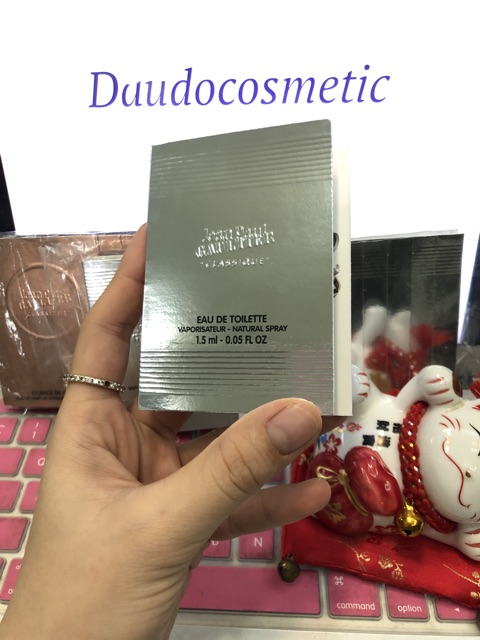 Duudocosmetic
Jean Paul
GAULTIER
"CLASSIQUE"
EAU DE TOILETTE
VAPORISATEUR - NATURAL SPRAY
1.5 ml - 0.05 FL OZ
command
option